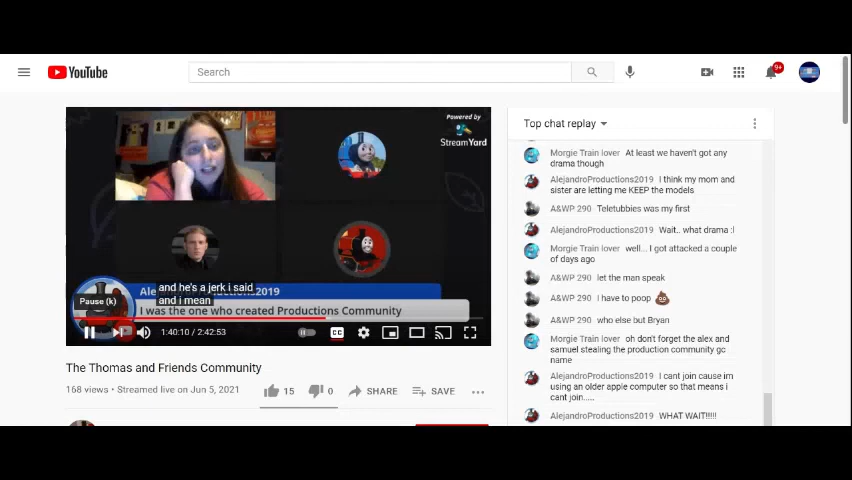 YouTube
Search
9+
Powered by
StreamYard
Top chat replay
Morgie Train lover At least we haven't got any
drama though
AlejandroProductions2019 I think my mom and
sister are letting me KEEP the models
A&WP 290 Teletubbies was my first
AlejandroProductions2019 Wait.. what drama :l
Morgie Train lover well... I got attacked a couple
of days ago
A&WP 290 let the man speak
A&WP 290 I have to poop 💩
A&WP 290 who else but Bryan
Morgie Train lover oh don't forget the alex and
samuel stealing the production community gc
name
AlejandroProductions2019 I cant join cause im
using an older apple computer so that means i
cant join.....
AlejandroProductions2019 WHAT WAIT!!!!!
and he's a jerk i said
and i mean
2019
I was the one who created Productions Community
Pause (k)
1:40:10 / 2:42:53
CC
The Thomas and Friends Community
168 views • Streamed live on Jun 5, 2021
15
0
SHARE
SAVE